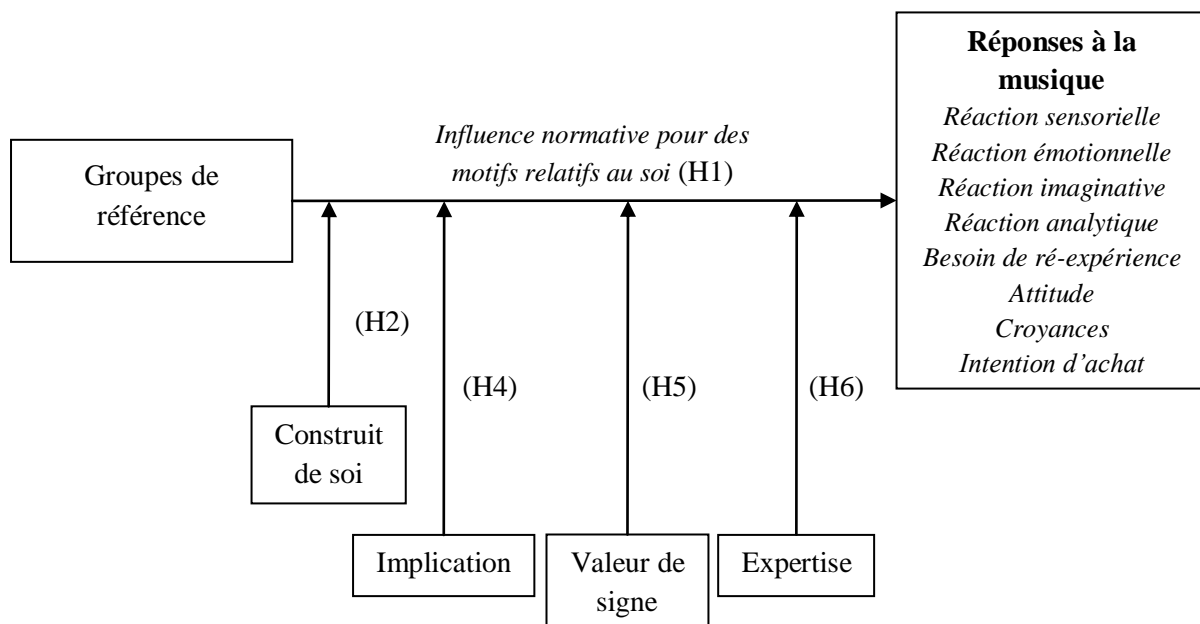 Groupes de
référence
Influence normative pour des
motifs relatifs au soi (H1)
Réponses à la
musique
Réaction sensorielle
Réaction émotionnelle
Réaction imaginative
Réaction analytique
Besoin de ré-expérience
Attitude
Croyances
Intention d'achat
(H2)
(H4)
(H5)
(H6)
Construit
de soi
Implication
Valeur de
signe
Expertise